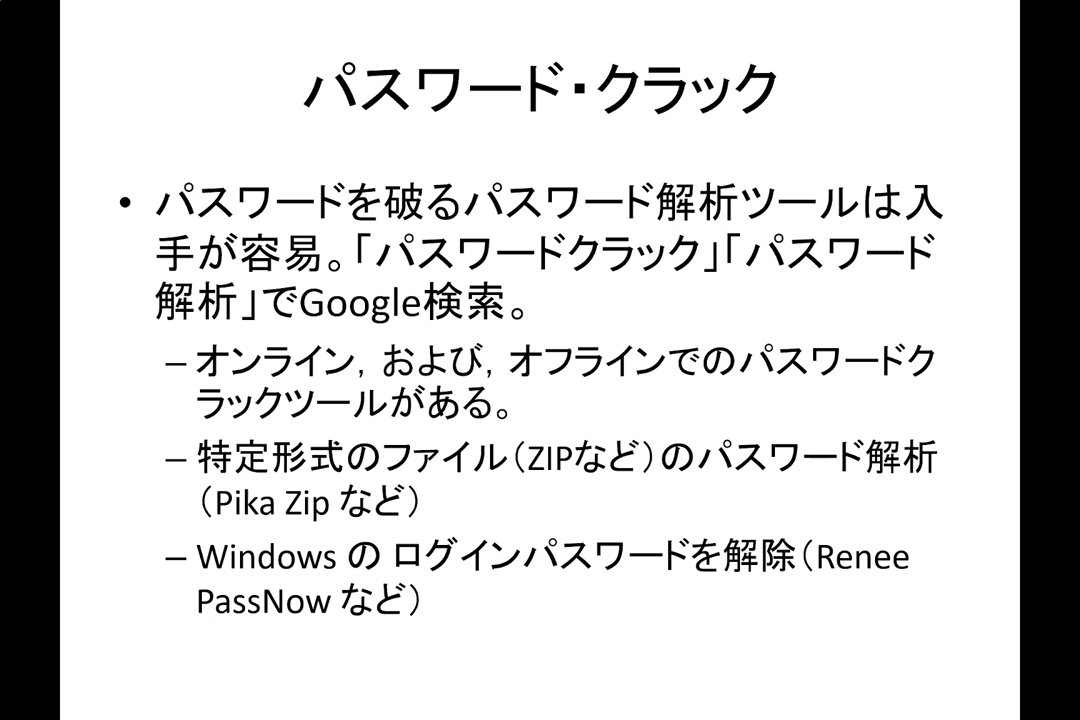 パスワード・クラック
• パスワードを破るパスワード解析ツールは入
手が容易。「パスワードクラック」「パスワード
解析」でGoogle検索。
– オンライン，および，オフラインでのパスワードク
ラックツールがある。
– 特定形式のファイル（ZIPなど）のパスワード解析
（Pika Zip など）
– Windows の ログインパスワードを解除（Renee
PassNow など）